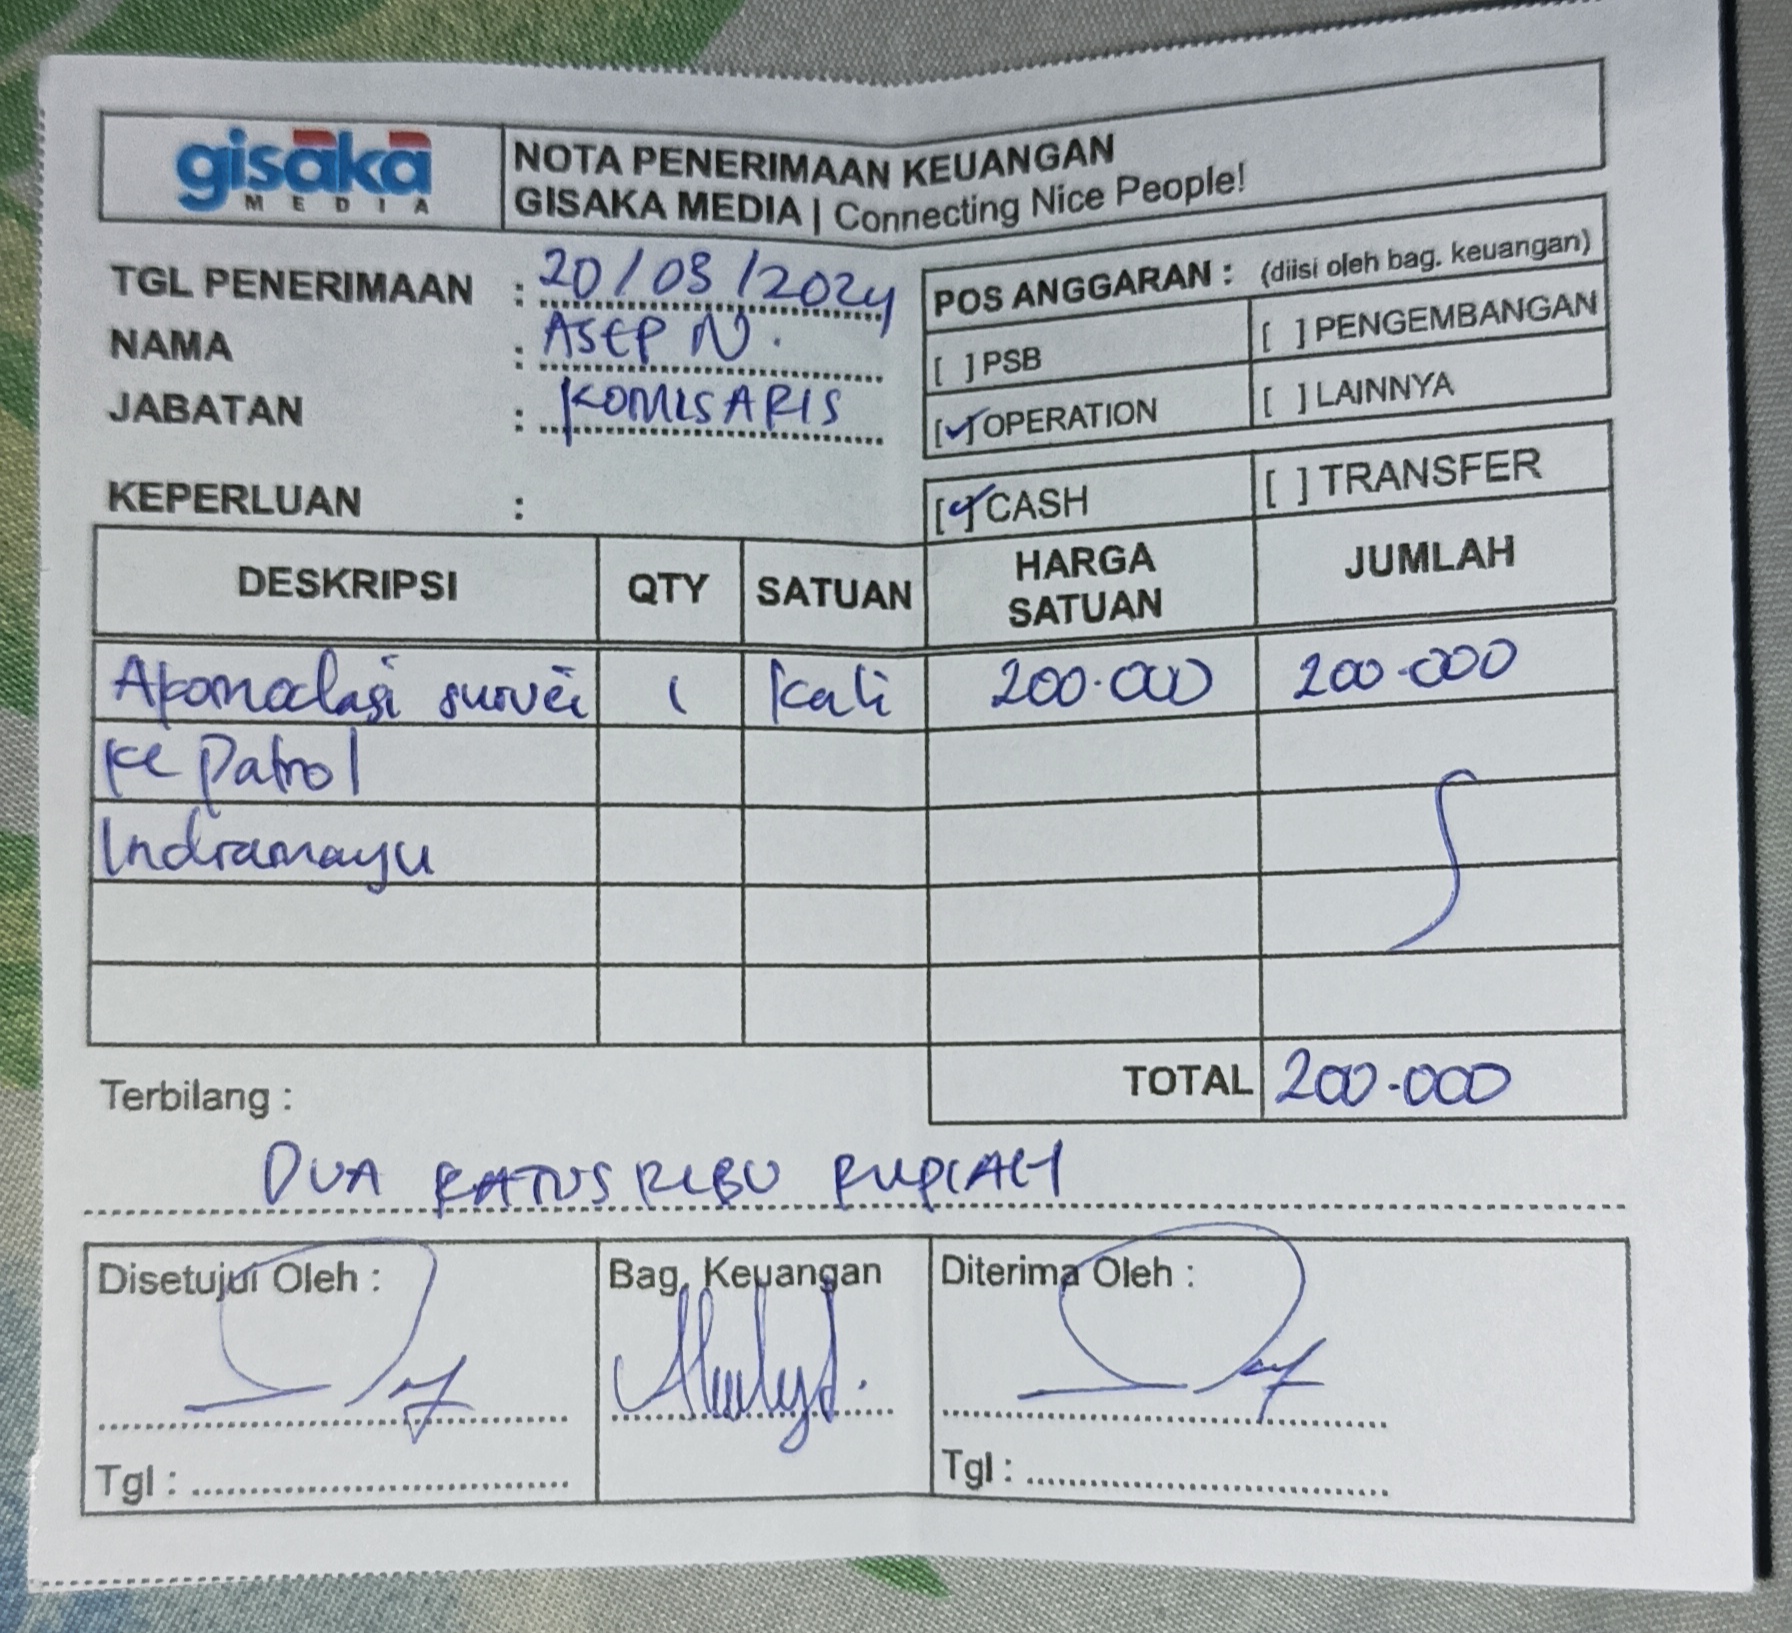 gisaka
MEDIA
NOTA PENERIMAAN KEUANGAN
GISAKA MEDIA | Connecting Nice People!
TGL PENERIMAAN : 20/03/2024
NAMA : ASEP N.
JABATAN : KOMISARIS
POS ANGGARAN : (diisi oleh bag. keuangan)
[ ] PSB [ ] PENGEMBANGAN
[✓] OPERATION [ ] LAINNYA
KEPERLUAN :
[✓] CASH [ ] TRANSFER
DESKRIPSI QTY SATUAN HARGA SATUAN JUMLAH
Akomodasi survei 1 kali 200.000 200.000
ke Patrol
Indramayu
TOTAL 200.000
Terbilang :
DUA RATUS RIBU RUPIAH
Disetujui Oleh : Bag. Keuangan Diterima Oleh :
Tgl : Tgl :